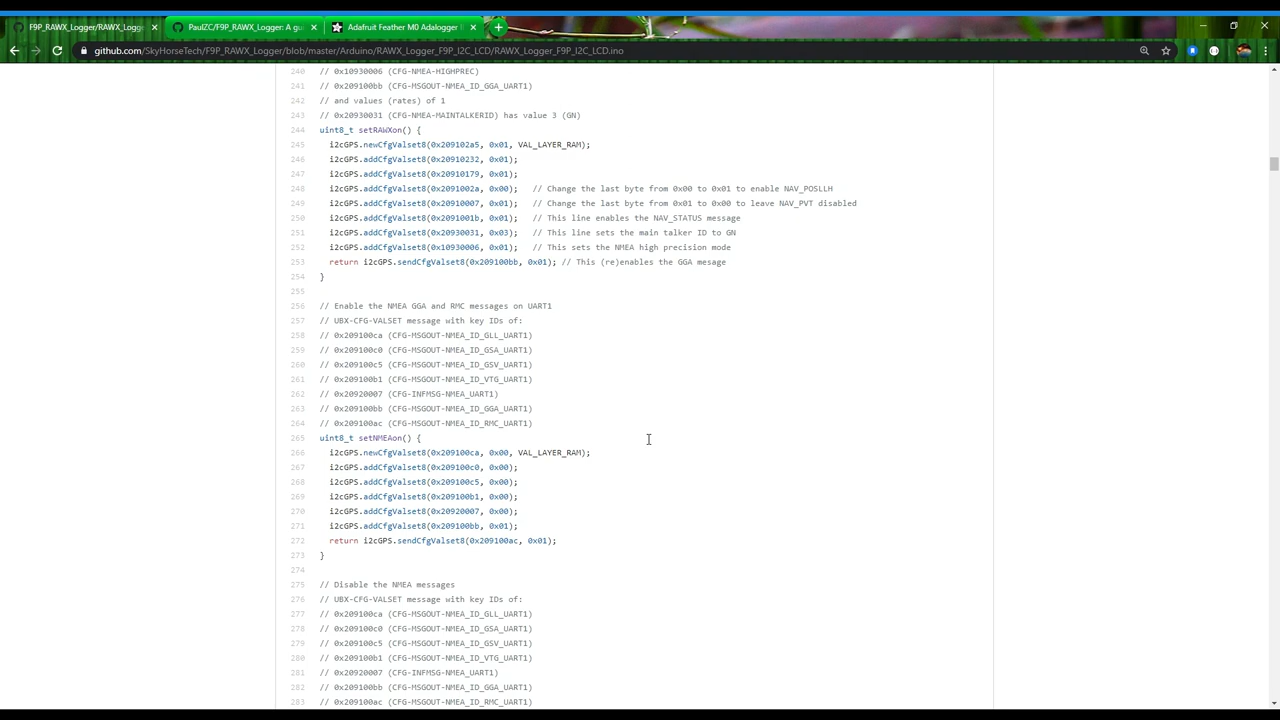 F9P_RAWX_Logger/RAWX_Logg
PaulZC/F9P_RAWX_Logger: A gu
Adafruit Feather M0 Adalogger
github.com/SkyHorseTech/F9P_RAWX_Logger/blob/master/Arduino/RAWX_Logger_F9P_I2C_LCD/RAWX_Logger_F9P_I2C_LCD.ino
240 // 0x10930006 (CFG-NMEA-HIGHPREC)
241 // 0x209100bb (CFG-MSGOUT-NMEA_ID_GGA_UART1)
242 // and values (rates) of 1
243 // 0x20930031 (CFG-NMEA-MAINTALKERID) has value 3 (GN)
244 uint8_t setRAWXon() {
245 i2cGPS.newCfgValset8(0x209102a5, 0x01, VAL_LAYER_RAM);
246 i2cGPS.addCfgValset8(0x20910232, 0x01);
247 i2cGPS.addCfgValset8(0x20910179, 0x01);
248 i2cGPS.addCfgValset8(0x2091002a, 0x00); // Change the last byte from 0x00 to 0x01 to enable NAV_POSLLH
249 i2cGPS.addCfgValset8(0x20910007, 0x01); // Change the last byte from 0x01 to 0x00 to leave NAV_PVT disabled
250 i2cGPS.addCfgValset8(0x2091001b, 0x01); // This line enables the NAV_STATUS message
251 i2cGPS.addCfgValset8(0x20930031, 0x03); // This line sets the main talker ID to GN
252 i2cGPS.addCfgValset8(0x10930006, 0x01); // This sets the NMEA high precision mode
253 return i2cGPS.sendCfgValset8(0x209100bb, 0x01); // This (re)enables the GGA mesage
254 }
255
256 // Enable the NMEA GGA and RMC messages on UART1
257 // UBX-CFG-VALSET message with key IDs of:
258 // 0x209100ca (CFG-MSGOUT-NMEA_ID_GLL_UART1)
259 // 0x209100c0 (CFG-MSGOUT-NMEA_ID_GSA_UART1)
260 // 0x209100c5 (CFG-MSGOUT-NMEA_ID_GSV_UART1)
261 // 0x209100b1 (CFG-MSGOUT-NMEA_ID_VTG_UART1)
262 // 0x20920007 (CFG-INFMSG-NMEA_UART1)
263 // 0x209100bb (CFG-MSGOUT-NMEA_ID_GGA_UART1)
264 // 0x209100ac (CFG-MSGOUT-NMEA_ID_RMC_UART1)
265 uint8_t setNMEAon() {
266 i2cGPS.newCfgValset8(0x209100ca, 0x00, VAL_LAYER_RAM);
267 i2cGPS.addCfgValset8(0x209100c0, 0x00);
268 i2cGPS.addCfgValset8(0x209100c5, 0x00);
269 i2cGPS.addCfgValset8(0x209100b1, 0x00);
270 i2cGPS.addCfgValset8(0x20920007, 0x00);
271 i2cGPS.addCfgValset8(0x209100bb, 0x01);
272 return i2cGPS.sendCfgValset8(0x209100ac, 0x01);
273 }
274
275 // Disable the NMEA messages
276 // UBX-CFG-VALSET message with key IDs of:
277 // 0x209100ca (CFG-MSGOUT-NMEA_ID_GLL_UART1)
278 // 0x209100c0 (CFG-MSGOUT-NMEA_ID_GSA_UART1)
279 // 0x209100c5 (CFG-MSGOUT-NMEA_ID_GSV_UART1)
280 // 0x209100b1 (CFG-MSGOUT-NMEA_ID_VTG_UART1)
281 // 0x20920007 (CFG-INFMSG-NMEA_UART1)
282 // 0x209100bb (CFG-MSGOUT-NMEA_ID_GGA_UART1)
283 // 0x209100ac (CFG-MSGOUT-NMEA_ID_RMC_UART1)